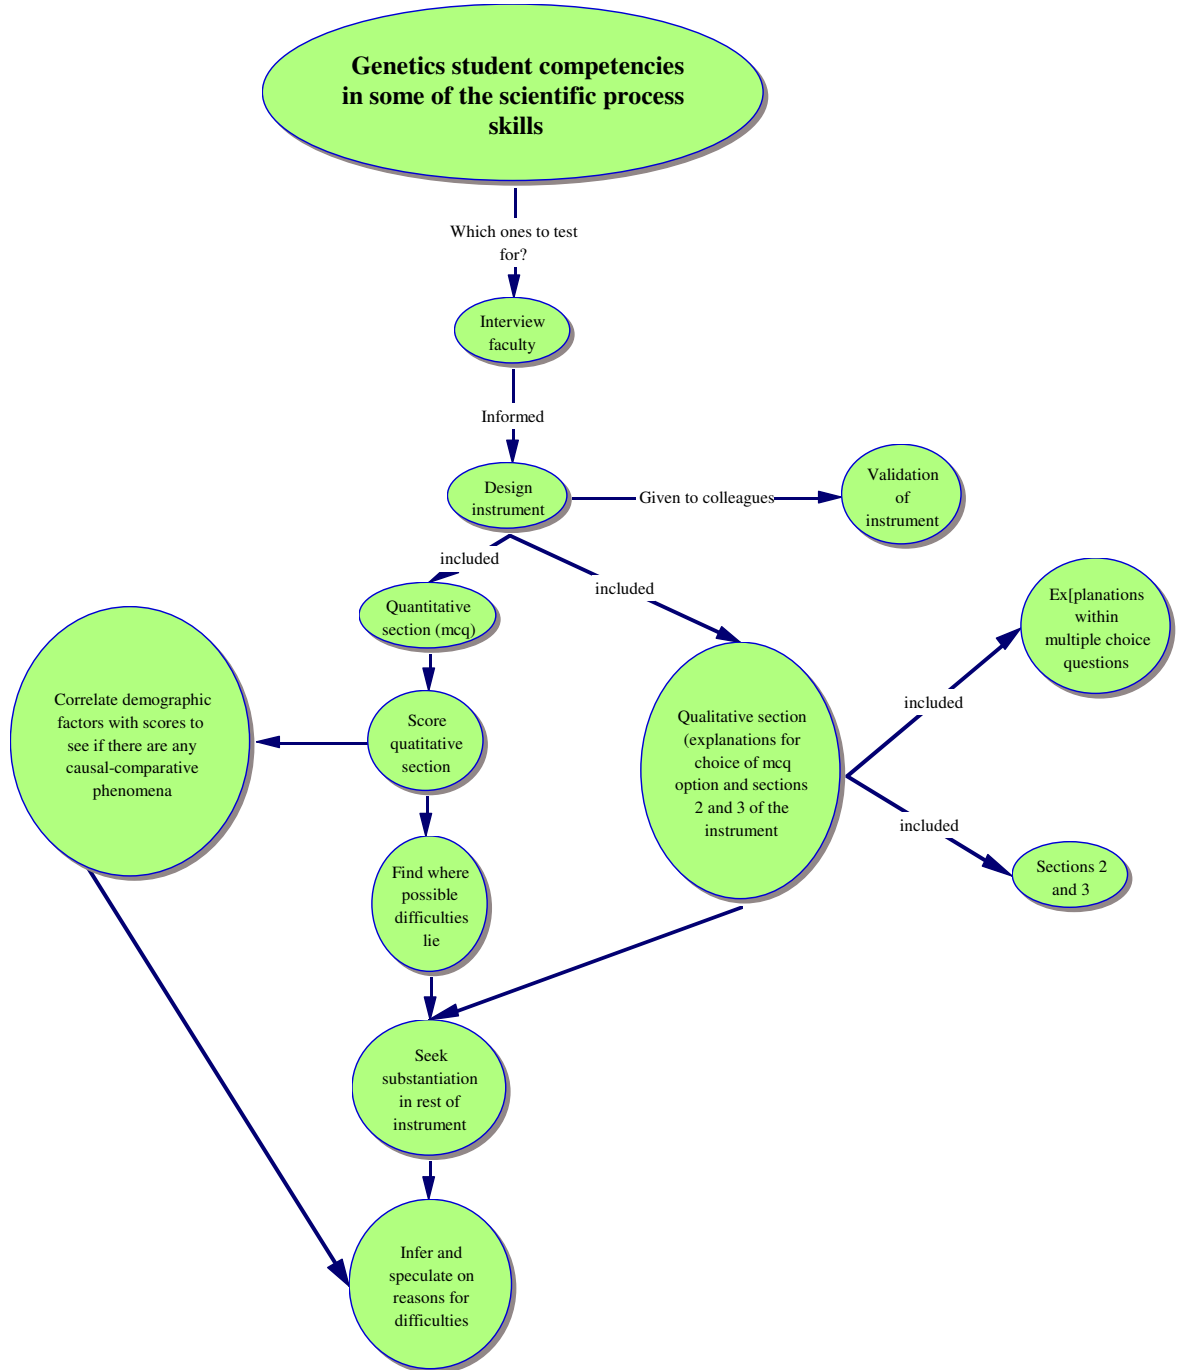 Genetics student competencies
in some of the scientific process
skills
Which ones to test
for?
Interview
faculty
Informed
Design
instrument
Given to colleagues
Validation
of
instrument
included
included
Quantitative
section (mcq)
Ex[planations
within
multiple choice
questions
Correlate demographic
factors with scores to
see if there are any
causal-comparative
phenomena
Score
quatitative
section
Qualitative section
(explanations for
choice of mcq
option and sections
2 and 3 of the
instrument
included
included
Sections 2
and 3
Find where
possible
difficulties
lie
Seek
substantiation
in rest of
instrument
Infer and
speculate on
reasons for
difficulties